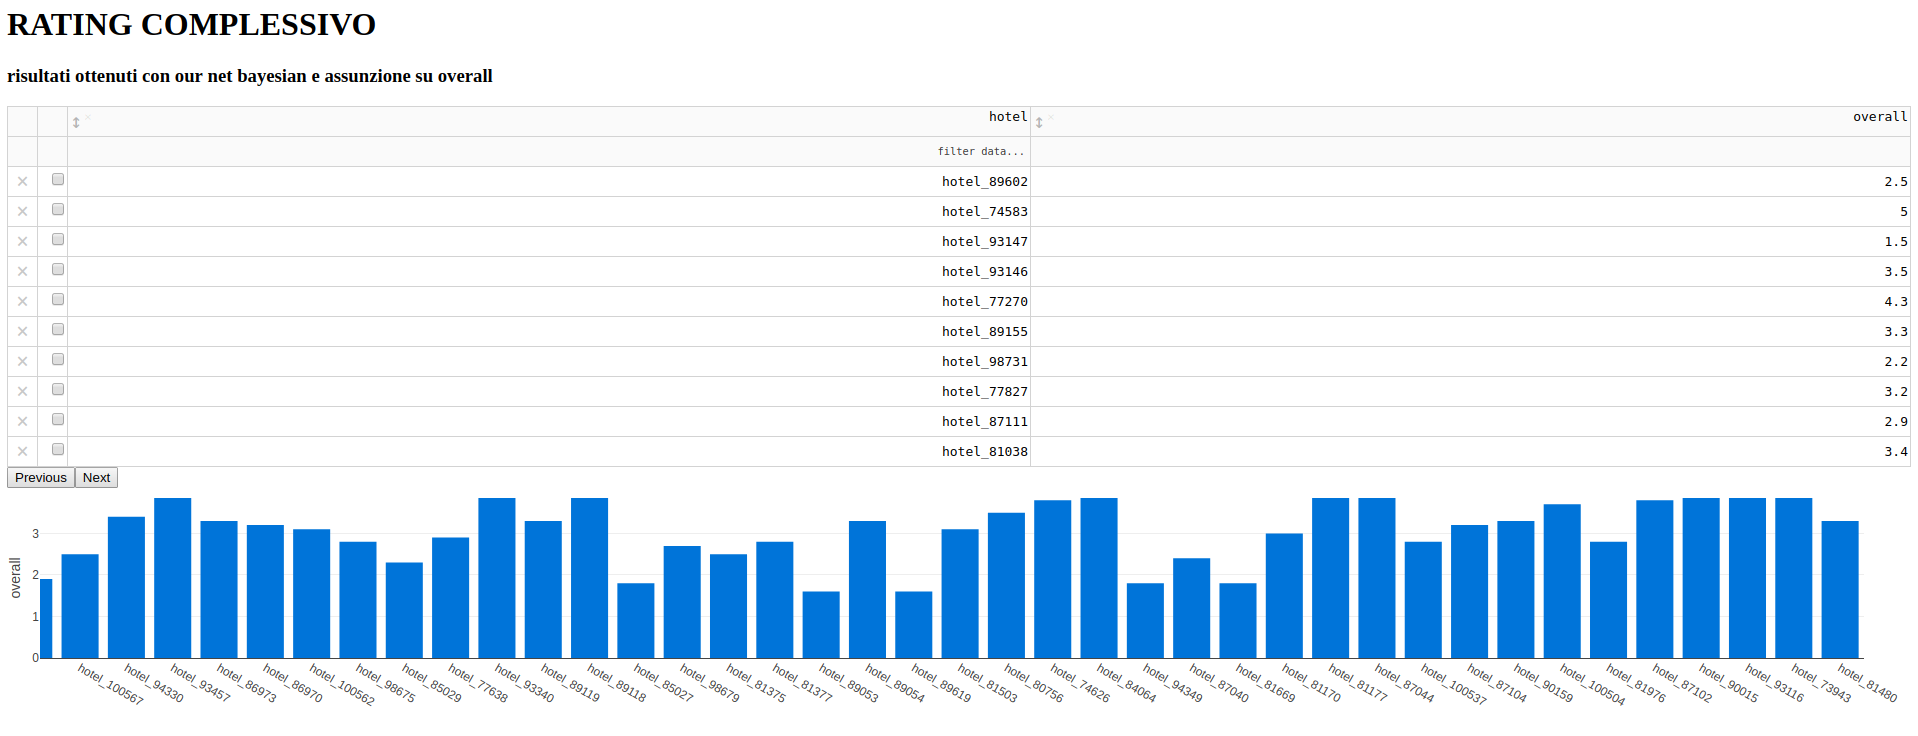 RATING COMPLESSIVO
risultati ottenuti con our net bayesian e assunzione su overall
hotel overall
filter data...
hotel_89602 2.5
hotel_74583 5
hotel_93147 1.5
hotel_93146 3.5
hotel_77270 4.3
hotel_89155 3.3
hotel_98731 2.2
hotel_77827 3.2
hotel_87111 2.9
hotel_81038 3.4
Previous Next
overall
3
2
1
0
hotel_100567
hotel_94330
hotel_93457
hotel_86973
hotel_86970
hotel_100562
hotel_98675
hotel_85029
hotel_77638
hotel_93340
hotel_89119
hotel_89118
hotel_85027
hotel_98679
hotel_81375
hotel_81377
hotel_89053
hotel_89054
hotel_89619
hotel_81503
hotel_80756
hotel_74626
hotel_84064
hotel_94349
hotel_87040
hotel_81669
hotel_81170
hotel_81177
hotel_87044
hotel_100537
hotel_87104
hotel_90159
hotel_100504
hotel_81976
hotel_87102
hotel_90015
hotel_93116
hotel_73943
hotel_81480